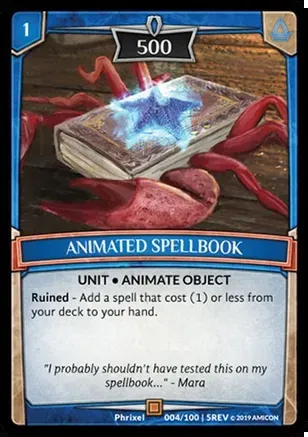 1
500
ANIMATED SPELLBOOK
UNIT • ANIMATE OBJECT
Ruined - Add a spell that cost (1) or less from
your deck to your hand.
"I probably shouldn't have tested this on my
spellbook..." - Mara
Phrixel 004/100 | 5REV © 2019 AMICON